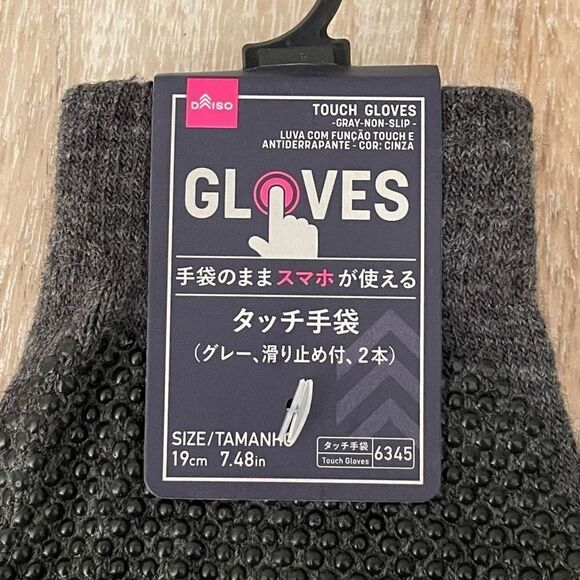 DAISO
TOUCH GLOVES
-GRAY-NON-SLIP-
LUVA COM FUNÇÃO TOUCH E
ANTIDERRAPANTE - COR: CINZA
GLOVES
手袋のままスマホが使える
タッチ手袋
（グレー、滑り止め付、2本）
SIZE/TAMANHO
19cm 7.48in
タッチ手袋
Touch Gloves
6345